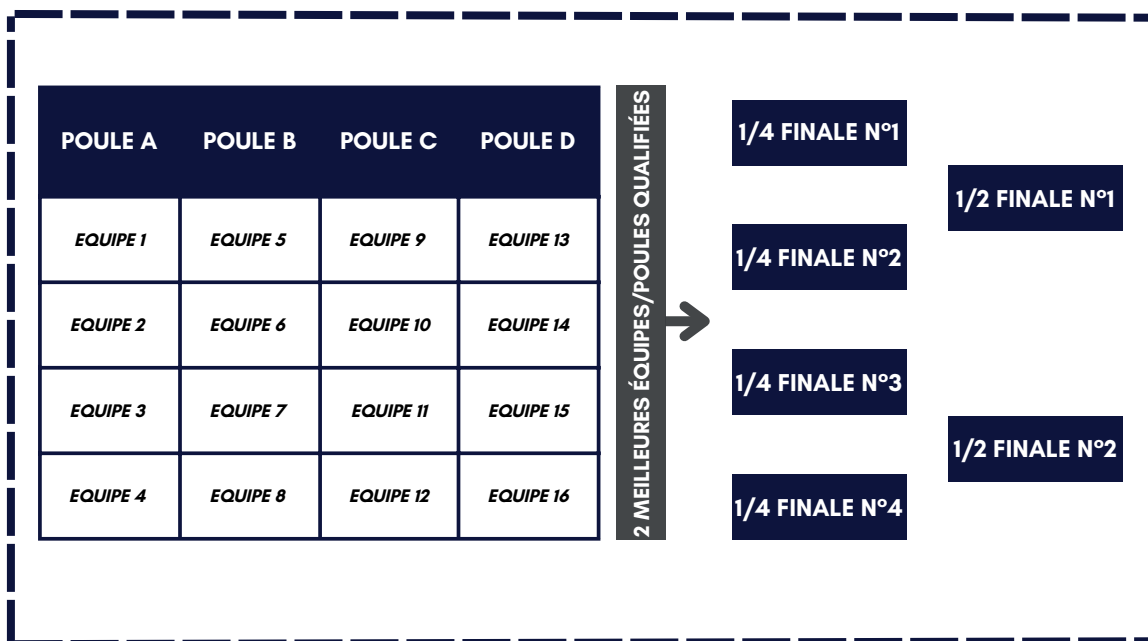 POULE A POULE B POULE C POULE D
EQUIPE 1 EQUIPE 5 EQUIPE 9 EQUIPE 13
EQUIPE 2 EQUIPE 6 EQUIPE 10 EQUIPE 14
EQUIPE 3 EQUIPE 7 EQUIPE 11 EQUIPE 15
EQUIPE 4 EQUIPE 8 EQUIPE 12 EQUIPE 16
2 MEILLEURES ÉQUIPES/POULES QUALIFIÉES
1/4 FINALE N°1
1/4 FINALE N°2
1/4 FINALE N°3
1/4 FINALE N°4
1/2 FINALE N°1
1/2 FINALE N°2